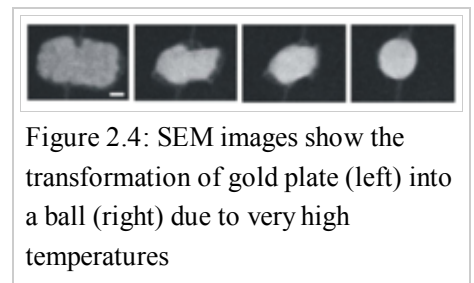 Figure 2.4: SEM images show the
transformation of gold plate (left) into
a ball (right) due to very high
temperatures